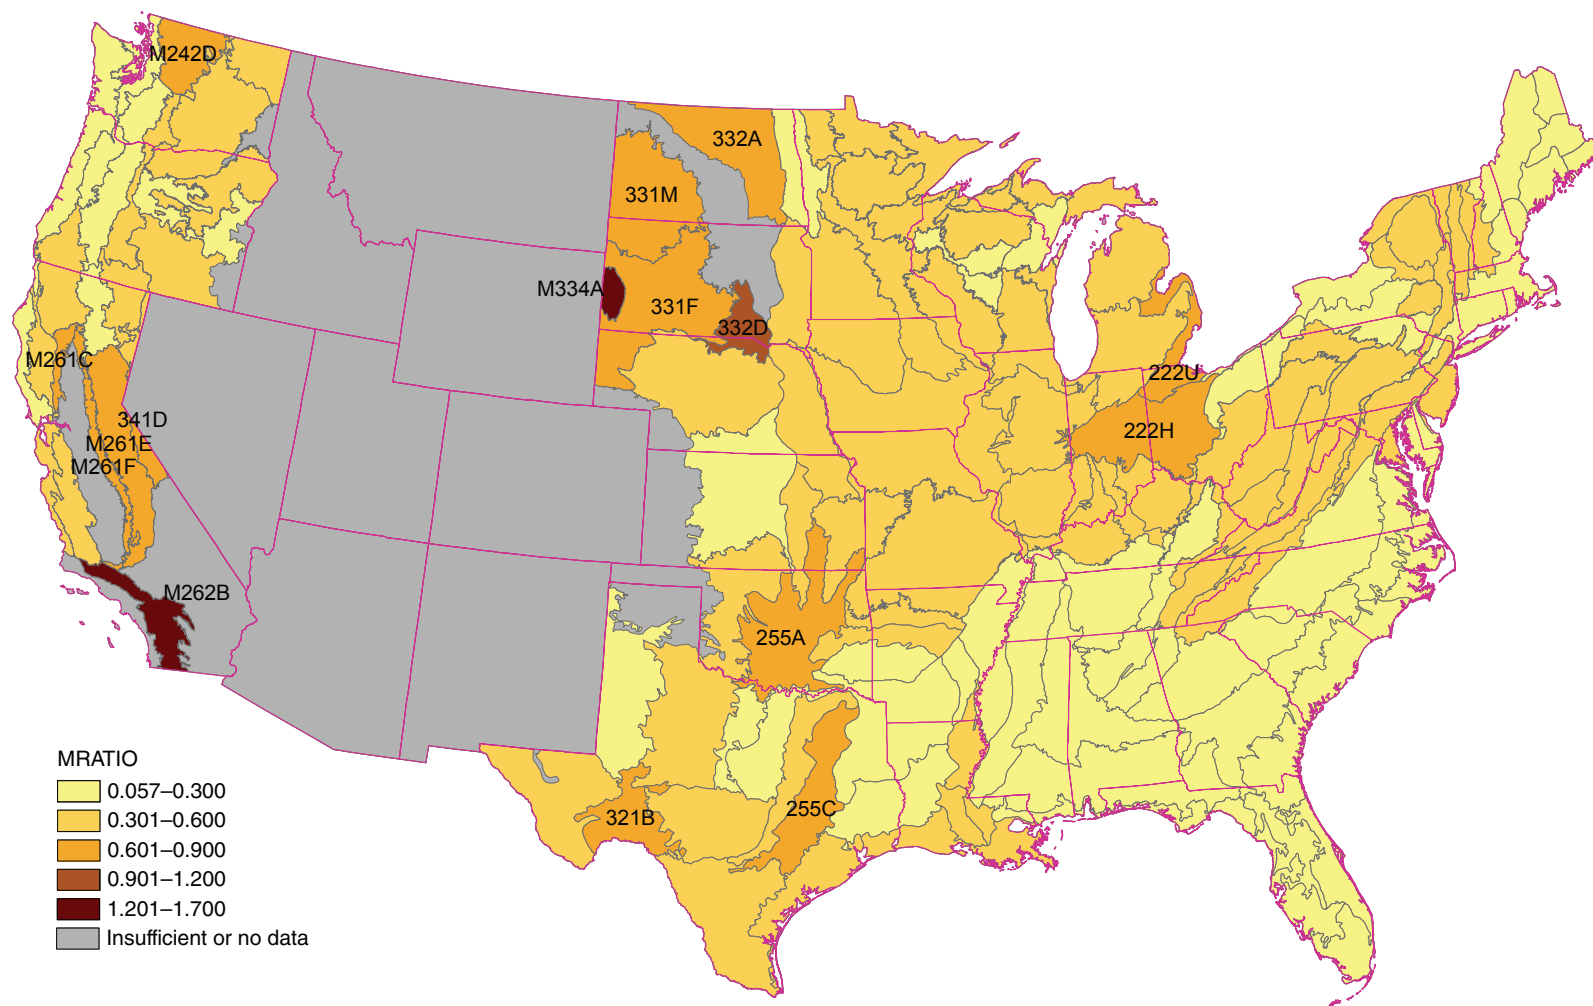 M242D
332A
331M
M334A
331F
332D
M261C
222U
341D
222H
M261E
M261F
M262B
255A
321B
255C
MRATIO
0.057–0.300
0.301–0.600
0.601–0.900
0.901–1.200
1.201–1.700
Insufficient or no data